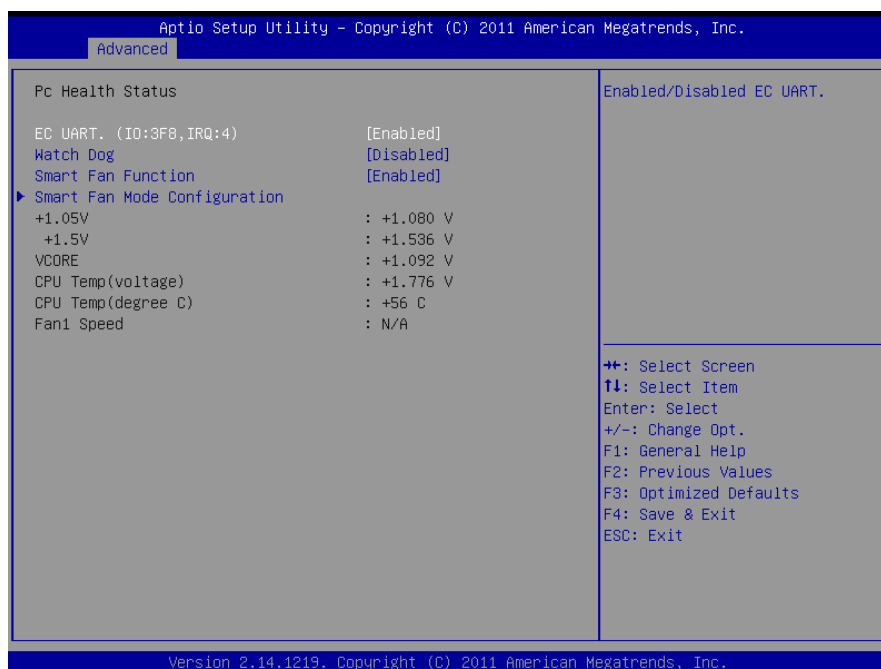 Aptio Setup Utility – Copyright (C) 2011 American Megatrends, Inc.
Advanced
Pc Health Status
EC UART. (IO:3F8,IRQ:4) [Enabled]
Watch Dog [Disabled]
Smart Fan Function [Enabled]
Smart Fan Mode Configuration
+1.05V : +1.080 V
+1.5V : +1.536 V
VCORE : +1.092 V
CPU Temp(voltage) : +1.776 V
CPU Temp(degree C) : +56 C
Fan1 Speed : N/A
Enabled/Disabled EC UART.
→←: Select Screen
↑↓: Select Item
Enter: Select
+/-: Change Opt.
F1: General Help
F2: Previous Values
F3: Optimized Defaults
F4: Save & Exit
ESC: Exit
Version 2.14.1219. Copyright (C) 2011 American Megatrends, Inc.